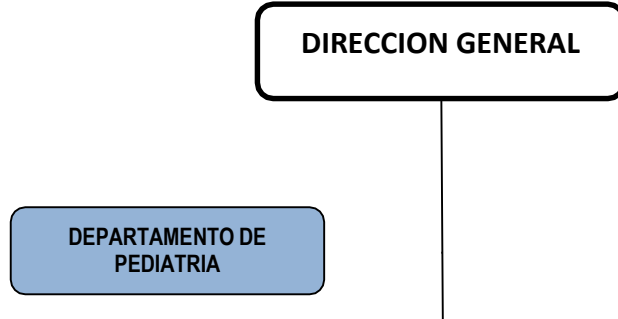 DIRECCION GENERAL
DEPARTAMENTO DE
PEDIATRIA